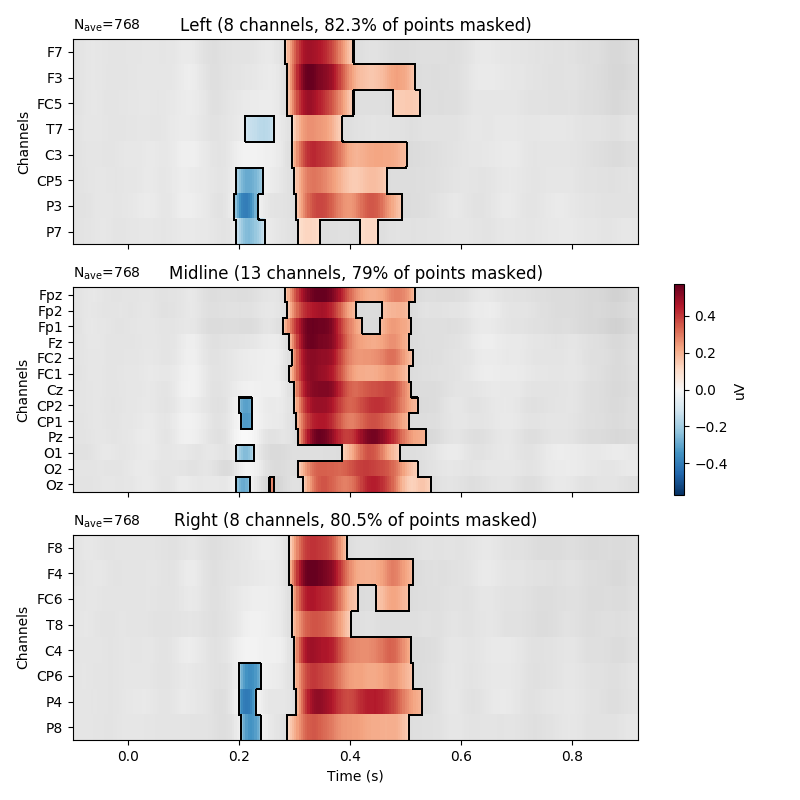 N_ave=768 Left (8 channels, 82.3% of points masked)
Channels
F7
F3
FC5
T7
C3
CP5
P3
P7
N_ave=768 Midline (13 channels, 79% of points masked)
Channels
Fpz
Fp2
Fp1
Fz
FC2
FC1
Cz
CP2
CP1
Pz
O1
O2
Oz
0.4
0.2
0.0
−0.2
−0.4
uV
N_ave=768 Right (8 channels, 80.5% of points masked)
Channels
F8
F4
FC6
T8
C4
CP6
P4
P8
0.0 0.2 0.4 0.6 0.8
Time (s)